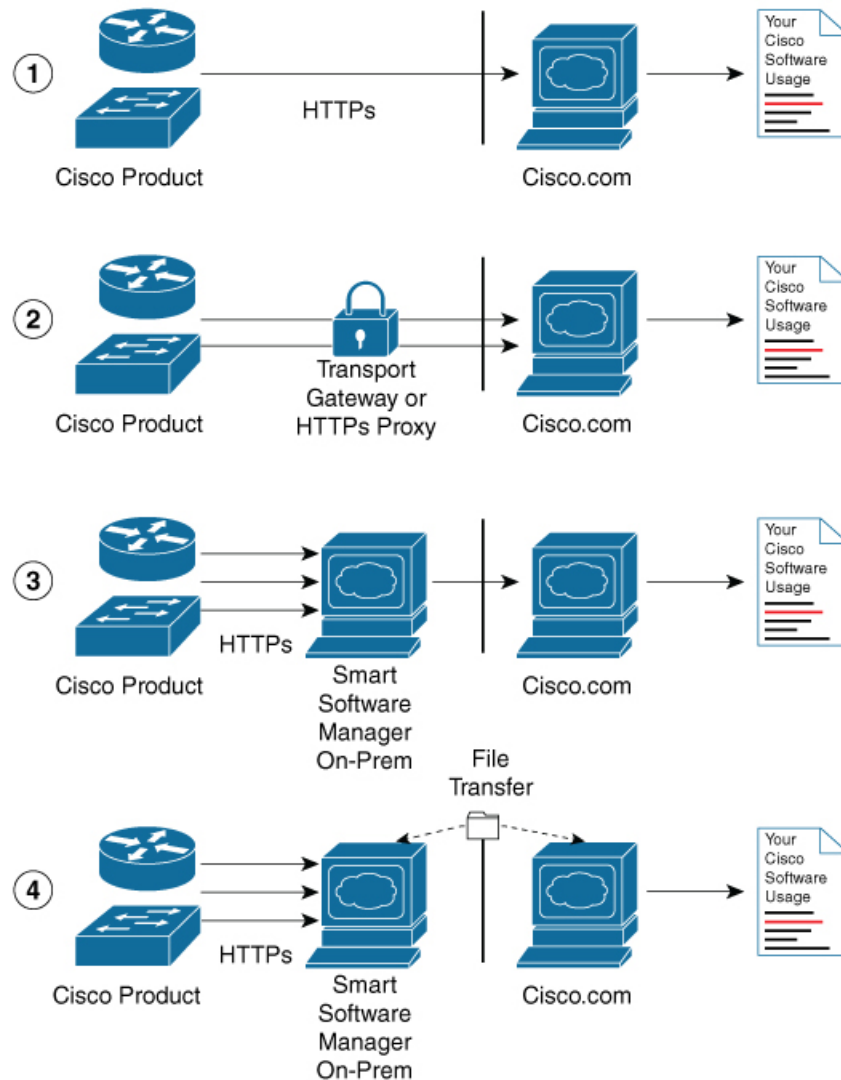 1
HTTPs
Cisco Product
Cisco.com
Your
Cisco
Software
Usage
2
Transport
Gateway or
HTTPs Proxy
Cisco Product
Cisco.com
Your
Cisco
Software
Usage
3
HTTPs
Cisco Product
Smart
Software
Manager
On-Prem
Cisco.com
Your
Cisco
Software
Usage
File
Transfer
4
HTTPs
Cisco Product
Smart
Software
Manager
On-Prem
Cisco.com
Your
Cisco
Software
Usage